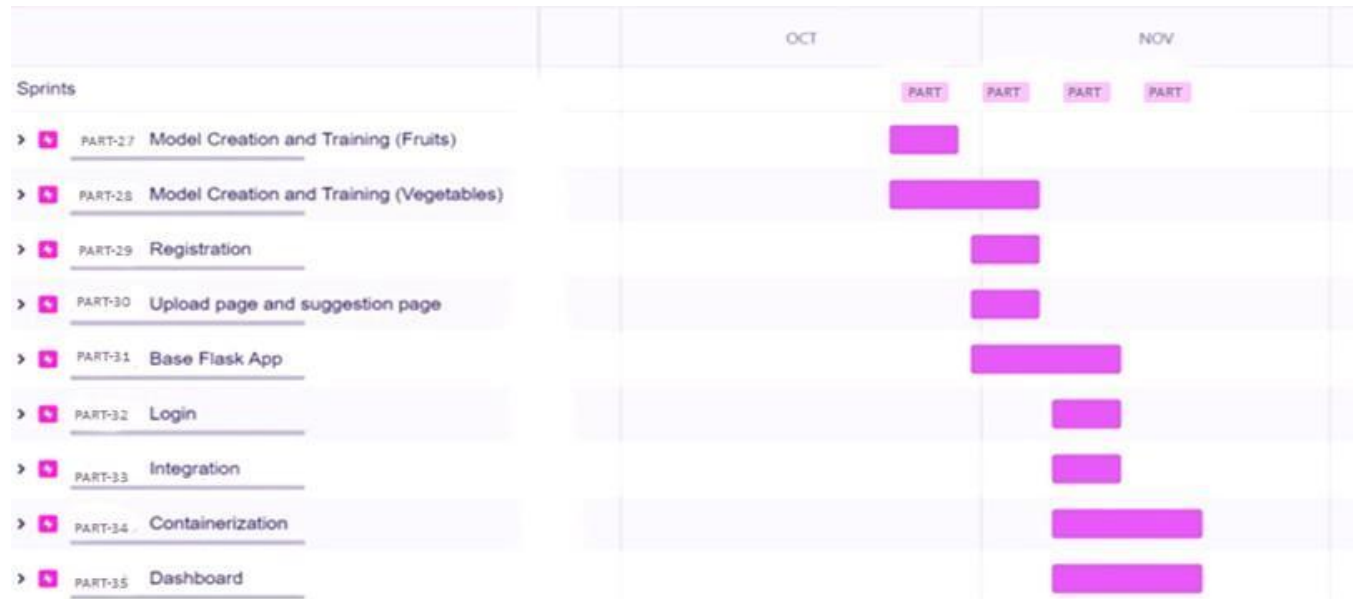 OCT NOV
Sprints PART PART PART PART
PART-27 Model Creation and Training (Fruits)
PART-28 Model Creation and Training (Vegetables)
PART-29 Registration
PART-30 Upload page and suggestion page
PART-31 Base Flask App
PART-32 Login
PART-33 Integration
PART-34 Containerization
PART-35 Dashboard